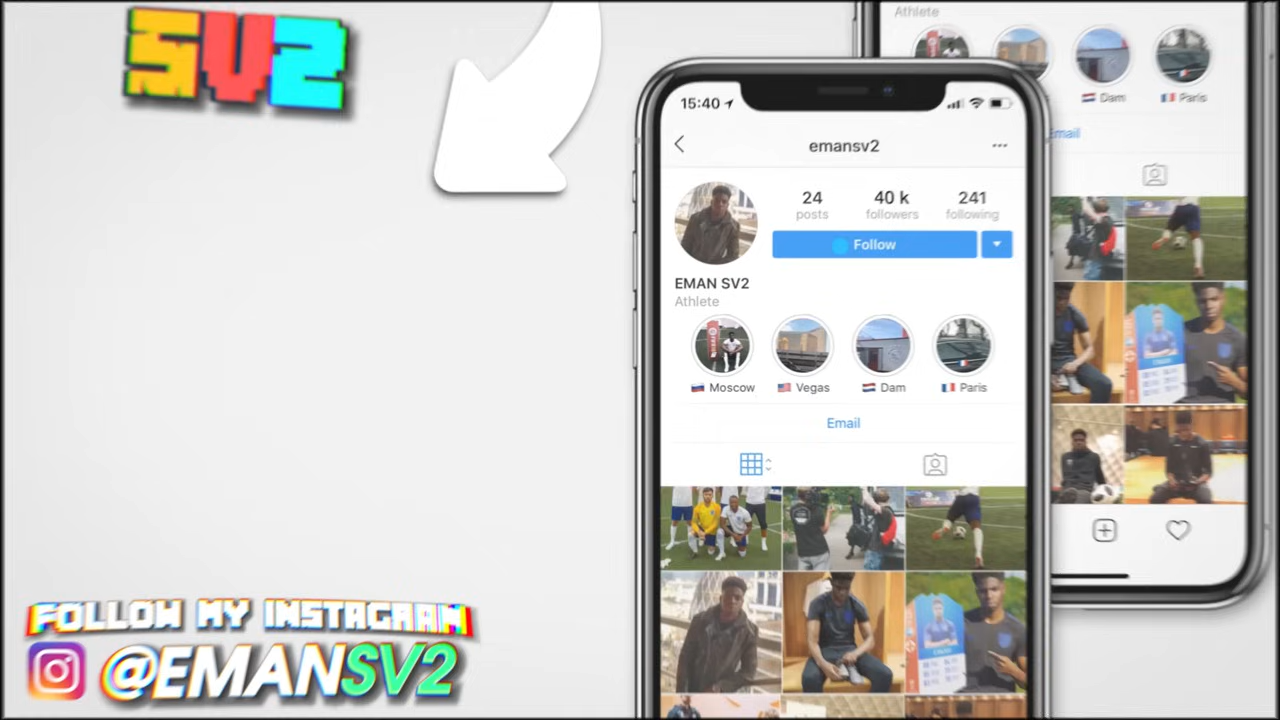 SV2
Athlete
Dam Paris
Email
15:40
emansv2
24 40 k 241
posts followers following
Follow
EMAN SV2
Athlete
Moscow Vegas Dam Paris
Email
FOLLOW MY INSTAGRAM
@EMANSV2